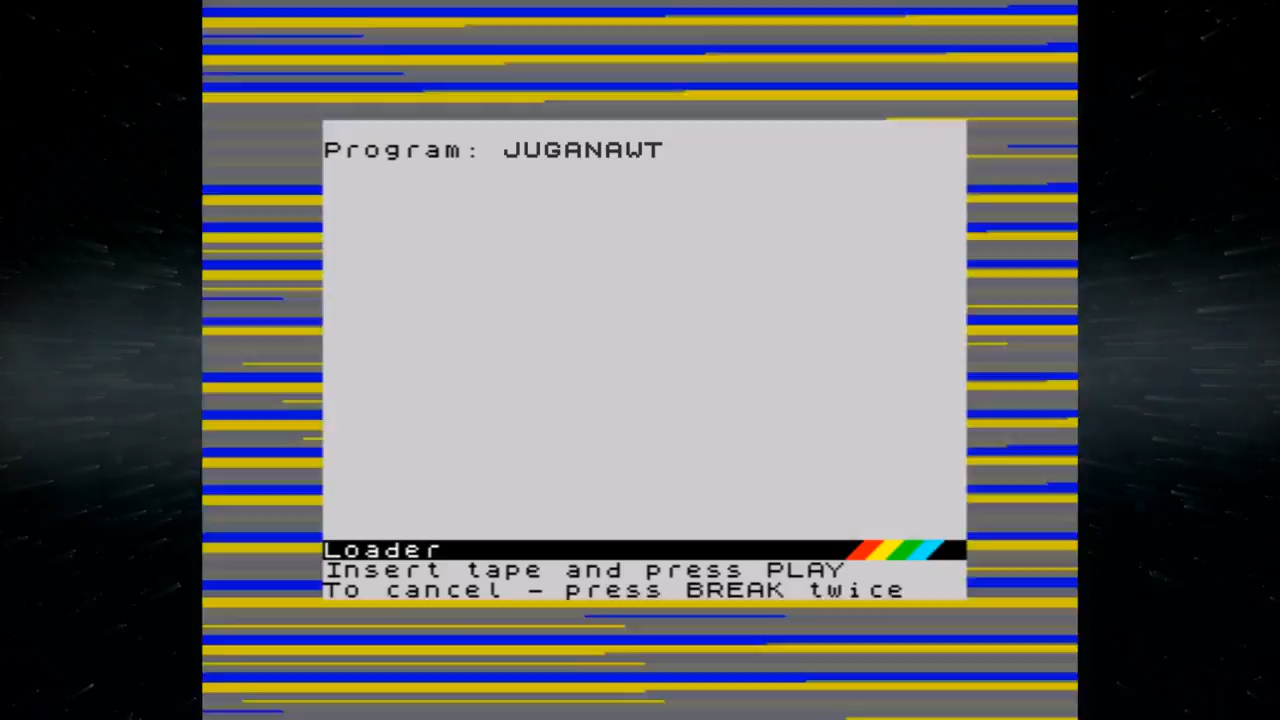 Program: JUGANAWT
Loader
Insert tape and press PLAY
To cancel - press BREAK twice